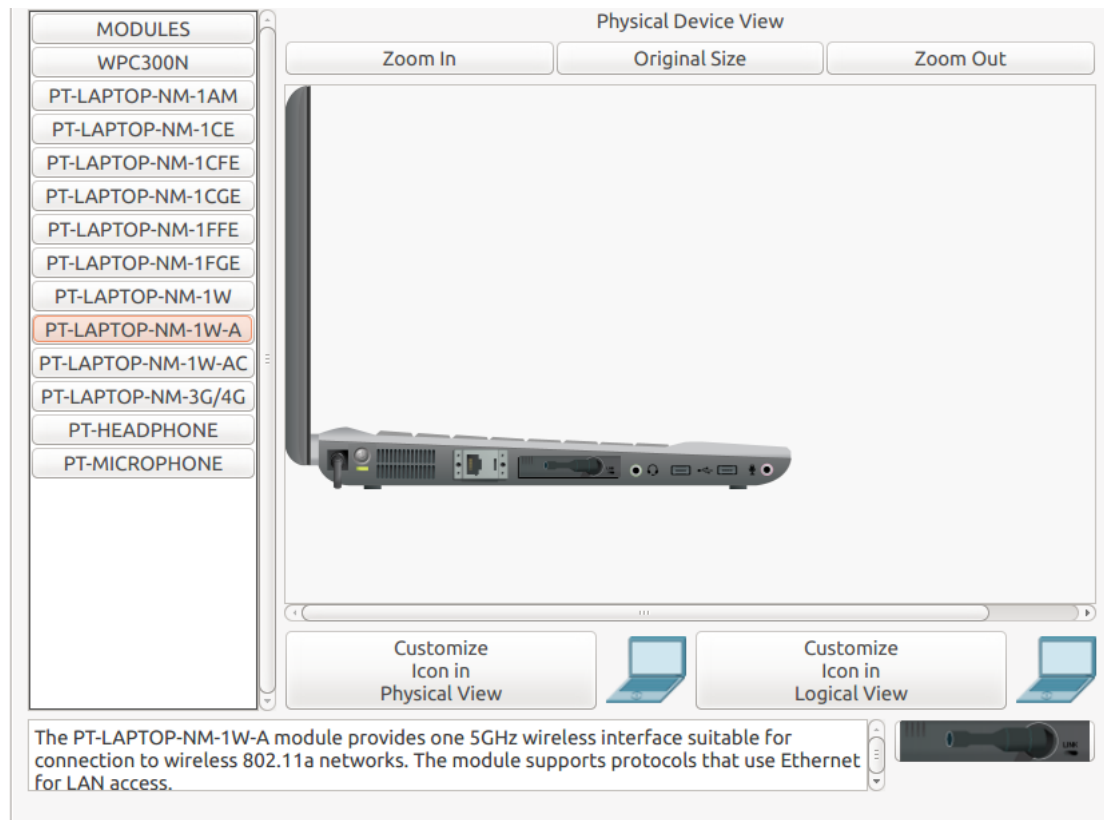 MODULES
WPC300N
PT-LAPTOP-NM-1AM
PT-LAPTOP-NM-1CE
PT-LAPTOP-NM-1CFE
PT-LAPTOP-NM-1CGE
PT-LAPTOP-NM-1FFE
PT-LAPTOP-NM-1FGE
PT-LAPTOP-NM-1W
PT-LAPTOP-NM-1W-A
PT-LAPTOP-NM-1W-AC
PT-LAPTOP-NM-3G/4G
PT-HEADPHONE
PT-MICROPHONE
Physical Device View
Zoom In
Original Size
Zoom Out
Customize
Icon in
Physical View
Customize
Icon in
Logical View
The PT-LAPTOP-NM-1W-A module provides one 5GHz wireless interface suitable for
connection to wireless 802.11a networks. The module supports protocols that use Ethernet
for LAN access.
LINK